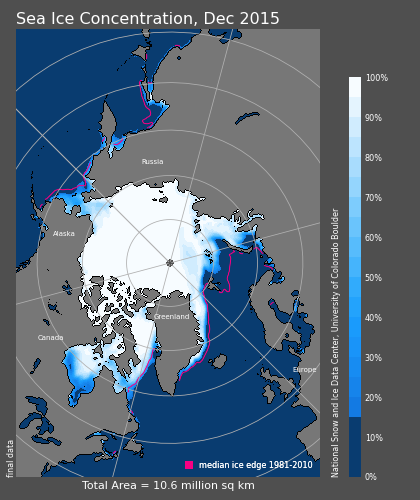 Sea Ice Concentration, Dec 2015
Russia
Alaska
Greenland
Canada
Europe
median ice edge 1981-2010
Total Area = 10.6 million sq km
final data
National Snow and Ice Data Center, University of Colorado Boulder
100%
90%
80%
70%
60%
50%
40%
30%
20%
10%
0%